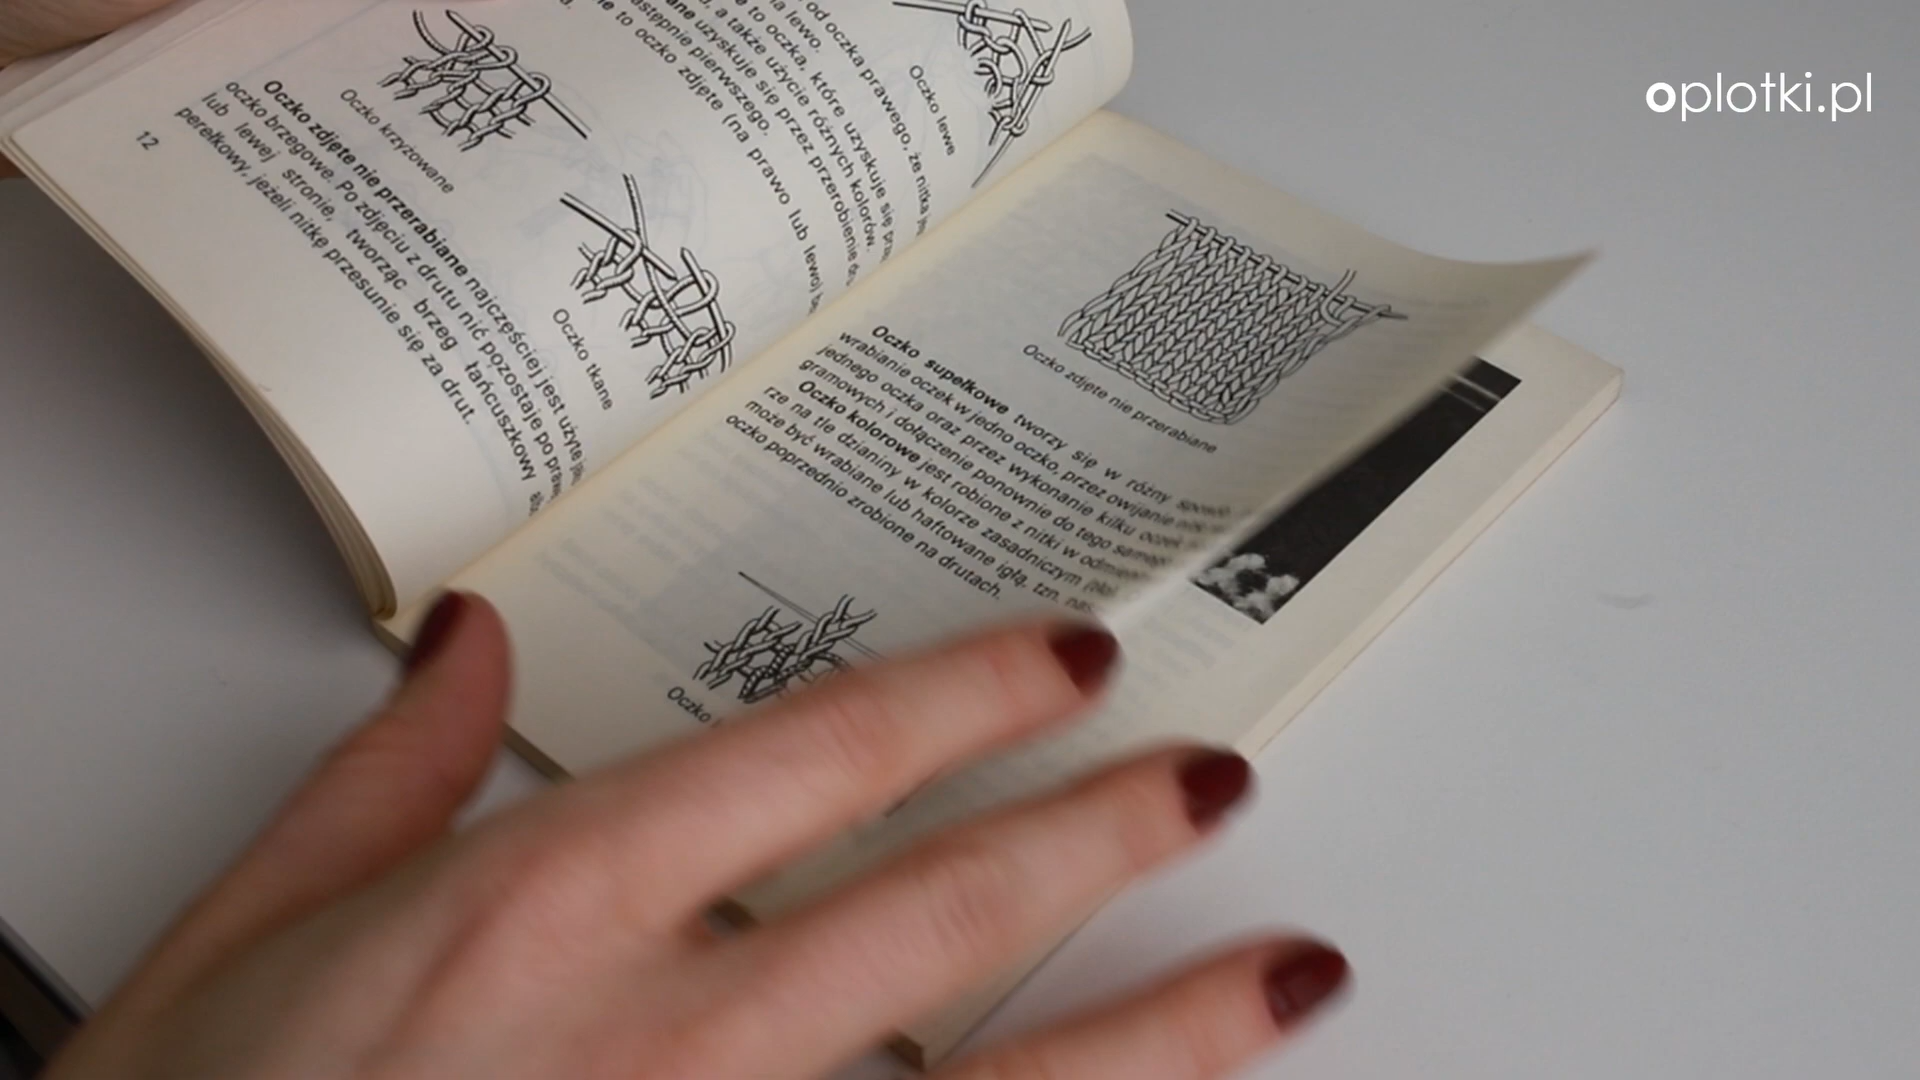 oplotki.pl
od oczka prawego, że nitka
na lewo.
to oczka, które uzyskuje się
a także użycie różnych kolorów.
uzyskuje się przez przerobienie
następnie pierwszego.
to oczko zdjęte (na prawo lub lewo)
Oczko lewe
Oczko krzyżowane
Oczko tkane
Oczko zdjęte nie przerabiane najczęściej jest użyte
oczko brzegowe. Po zdjęciu z drutu nić pozostaje po
lub lewej stronie, tworząc brzeg łańcuszkowy
perełkowy, jeżeli nitkę przesunie się za drut.
12
Oczko zdjęte nie przerabiane
Oczko supełkowe tworzy się w różny
wrabianie oczek w jedno oczko, przez owijanie
jednego oczka oraz przez wykonanie kilku oczek
gramowych i dołączenie ponownie do tego
Oczko kolorowe jest robione z nitki w
rze na tle dzianiny w kolorze zasadniczym
może być wrabiane lub haftowane igłą, tzn.
oczko poprzednio zrobione na drutach.
Oczko